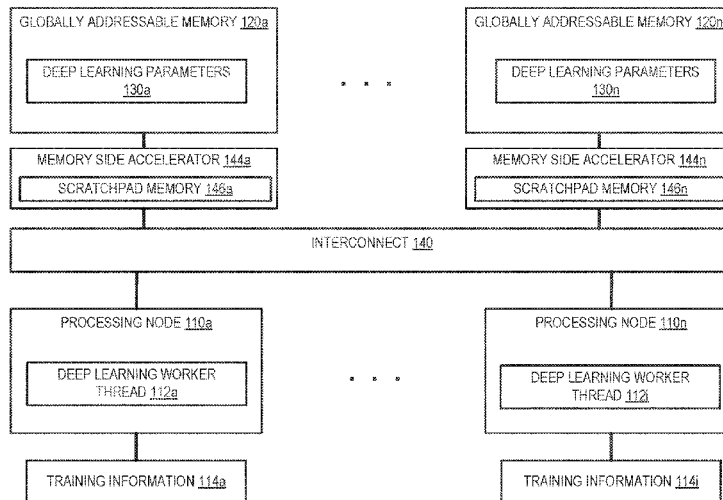 GLOBALLY ADDRESSABLE MEMORY 120a
GLOBALLY ADDRESSABLE MEMORY 120n
DEEP LEARNING PARAMETERS
130a
DEEP LEARNING PARAMETERS
130n
. . .
MEMORY SIDE ACCELERATOR 144a
MEMORY SIDE ACCELERATOR 144n
SCRATCHPAD MEMORY 146a
SCRATCHPAD MEMORY 146n
INTERCONNECT 140
PROCESSING NODE 110a
PROCESSING NODE 110n
DEEP LEARNING WORKER
THREAD 112a
. . .
DEEP LEARNING WORKER
THREAD 112i
TRAINING INFORMATION 114a
TRAINING INFORMATION 114i